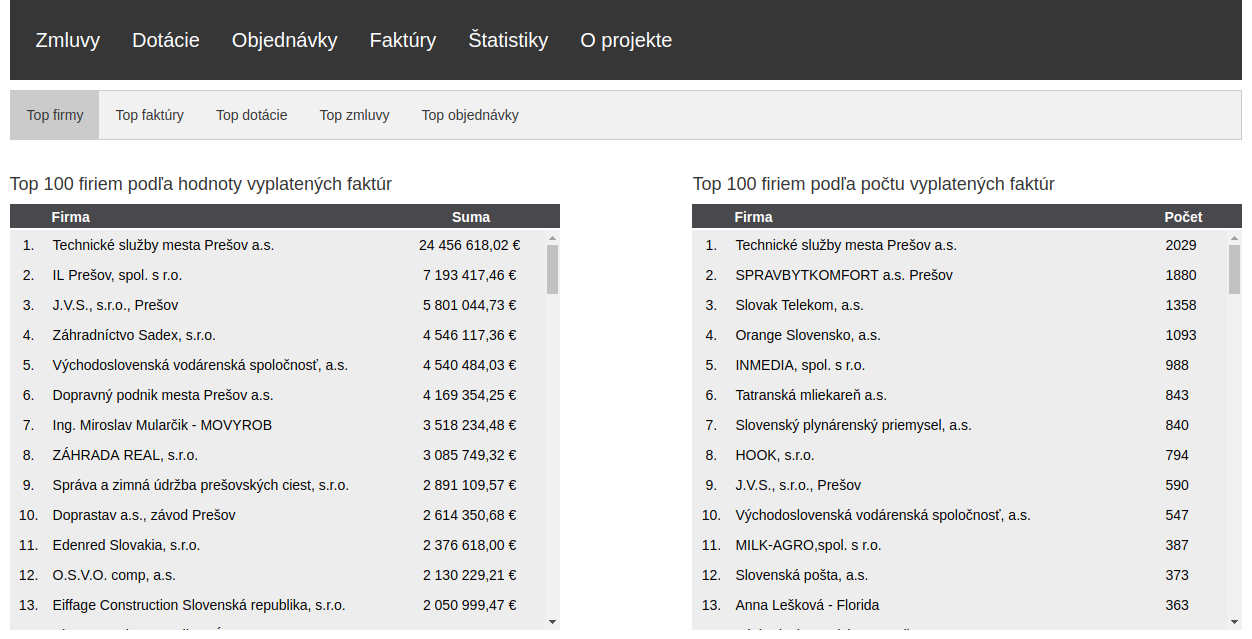 Zmluvy Dotácie Objednávky Faktúry Štatistiky O projekte
Top firmy Top faktúry Top dotácie Top zmluvy Top objednávky
Top 100 firiem podľa hodnoty vyplatených faktúr
Firma Suma
1. Technické služby mesta Prešov a.s. 24 456 618,02 €
2. IL Prešov, spol. s r.o. 7 193 417,46 €
3. J.V.S., s.r.o., Prešov 5 801 044,73 €
4. Záhradníctvo Sadex, s.r.o. 4 546 117,36 €
5. Východoslovenská vodárenská spoločnosť, a.s. 4 540 484,03 €
6. Dopravný podnik mesta Prešov a.s. 4 169 354,25 €
7. Ing. Miroslav Mularčik - MOVYROB 3 518 234,48 €
8. ZÁHRADA REAL, s.r.o. 3 085 749,32 €
9. Správa a zimná údržba prešovských ciest, s.r.o. 2 891 109,57 €
10. Doprastav a.s., závod Prešov 2 614 350,68 €
11. Edenred Slovakia, s.r.o. 2 376 618,00 €
12. O.S.V.O. comp, a.s. 2 130 229,21 €
13. Eiffage Construction Slovenská republika, s.r.o. 2 050 999,47 €
Top 100 firiem podľa počtu vyplatených faktúr
Firma Počet
1. Technické služby mesta Prešov a.s. 2029
2. SPRAVBYTKOMFORT a.s. Prešov 1880
3. Slovak Telekom, a.s. 1358
4. Orange Slovensko, a.s. 1093
5. INMEDIA, spol. s r.o. 988
6. Tatranská mliekareň a.s. 843
7. Slovenský plynárenský priemysel, a.s. 840
8. HOOK, s.r.o. 794
9. J.V.S., s.r.o., Prešov 590
10. Východoslovenská vodárenská spoločnosť, a.s. 547
11. MILK-AGRO,spol. s r.o. 387
12. Slovenská pošta, a.s. 373
13. Anna Lešková - Florida 363